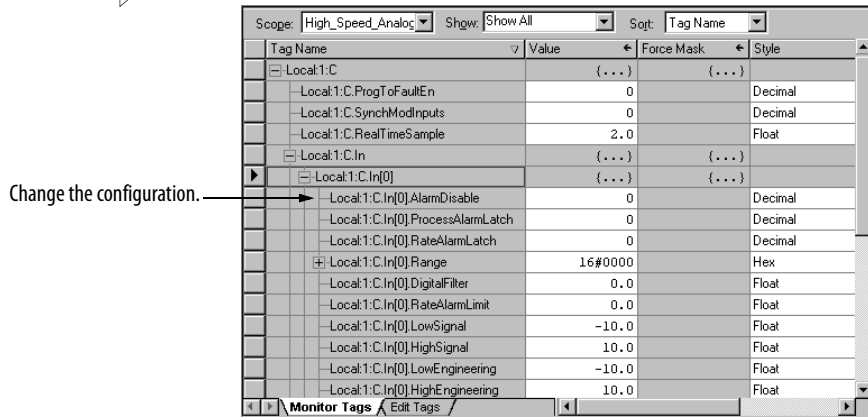 Scope: High_Speed_Analog Show: Show All Sort: Tag Name
Tag Name Value Force Mask Style
Local:1:C {...} {...}
Local:1:C.ProgToFaultEn 0 Decimal
Local:1:C.SynchModInputs 0 Decimal
Local:1:C.RealTimeSample 2.0 Float
Local:1:C.In {...} {...}
Local:1:C.In[0] {...} {...}
Change the configuration.
Local:1:C.In[0].AlarmDisable 0 Decimal
Local:1:C.In[0].ProcessAlarmLatch 0 Decimal
Local:1:C.In[0].RateAlarmLatch 0 Decimal
Local:1:C.In[0].Range 16#0000 Hex
Local:1:C.In[0].DigitalFilter 0.0 Float
Local:1:C.In[0].RateAlarmLimit 0.0 Float
Local:1:C.In[0].LowSignal -10.0 Float
Local:1:C.In[0].HighSignal 10.0 Float
Local:1:C.In[0].LowEngineering -10.0 Float
Local:1:C.In[0].HighEngineering 10.0 Float
Monitor Tags Edit Tags